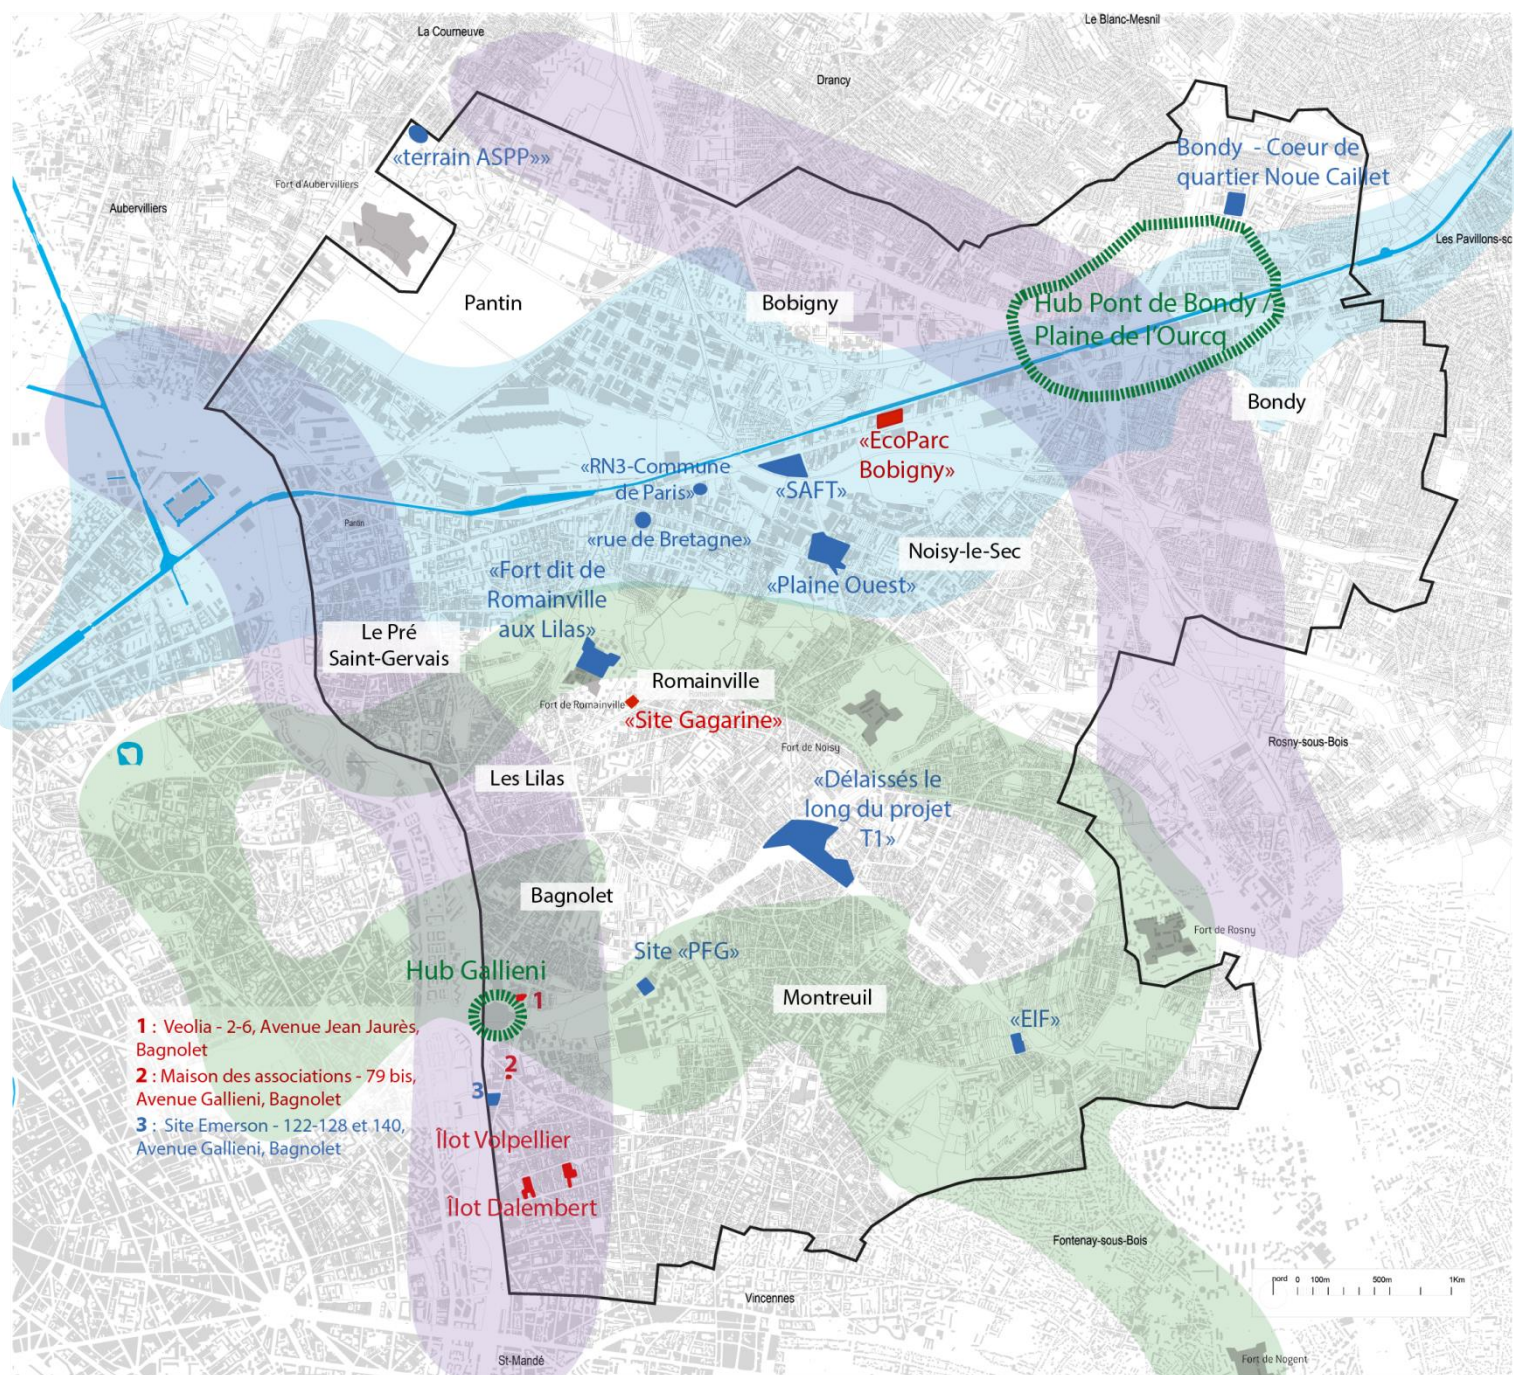 Le Blanc-Mesnil
La Courneuve
Drancy
«terrain ASPP»»
Bondy - Coeur de
quartier Noue Caillet
Fort d'Aubervilliers
Aubervilliers
Les Pavillons-so
Pantin
Bobigny
Hub Pont de Bondy /
Plaine de l'Ourcq
Bondy
«EcoParc
Bobigny»
«RN3-Commune
de Paris»
«SAFT»
Pantin
«rue de Bretagne»
Noisy-le-Sec
«Plaine Ouest»
«Fort dit de
Romainville
aux Lilas»
Le Pré
Saint-Gervais
Romainville
Fort de Romainville
«Site Gagarine»
Fort de Noisy
Rosny-sous-Bois
Les Lilas
«Délaissés le
long du projet
T1»
Bagnolet
Fort de Rosny
Site «PFG»
Hub Gallieni
Montreuil
1
«EIF»
1 : Veolia - 2-6, Avenue Jean Jaurès,
Bagnolet
2 : Maison des associations - 79 bis,
Avenue Gallieni, Bagnolet
3 : Site Emerson - 122-128 et 140,
Avenue Gallieni, Bagnolet
2
3
Îlot Volpellier
Îlot Dalembert
Fontenay-sous-Bois
nord 0 100m 500m 1Km
Vincennes
St-Mandé
Fort de Nogent